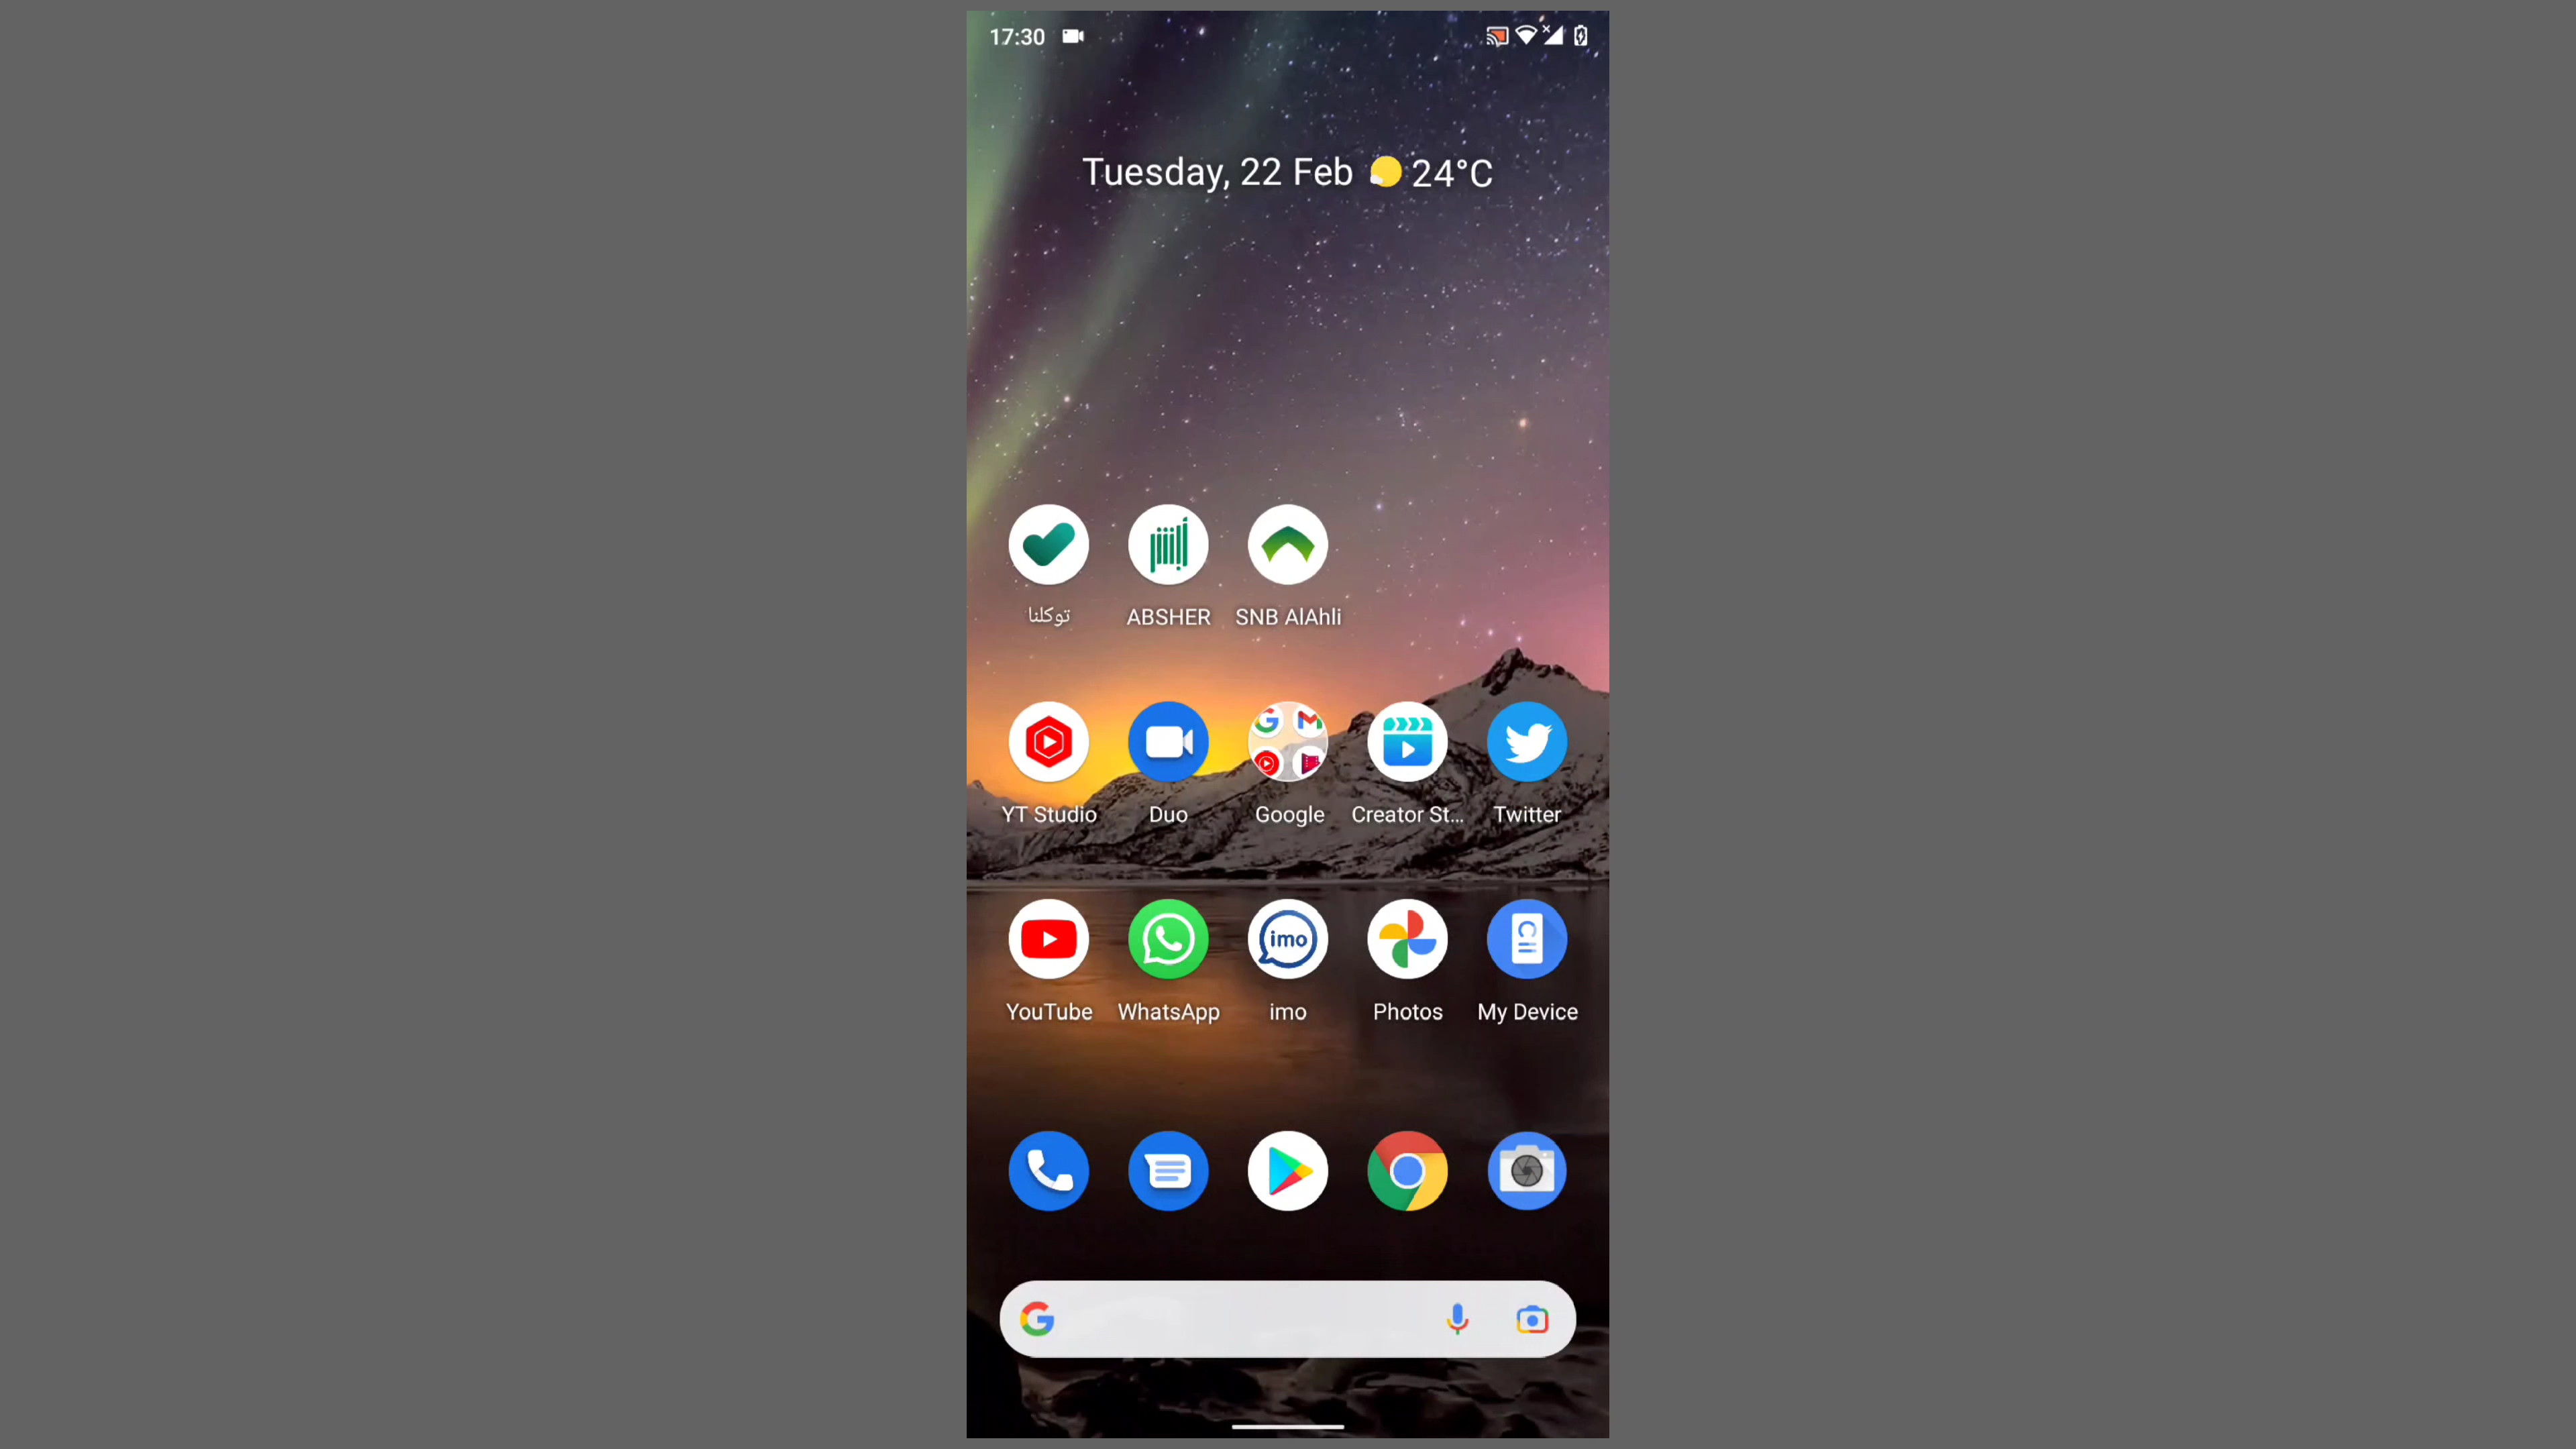 17:30
Tuesday, 22 Feb 24°C
توكلنا ABSHER SNB AlAhli
YT Studio Duo Google Creator St... Twitter
imo
YouTube WhatsApp imo Photos My Device